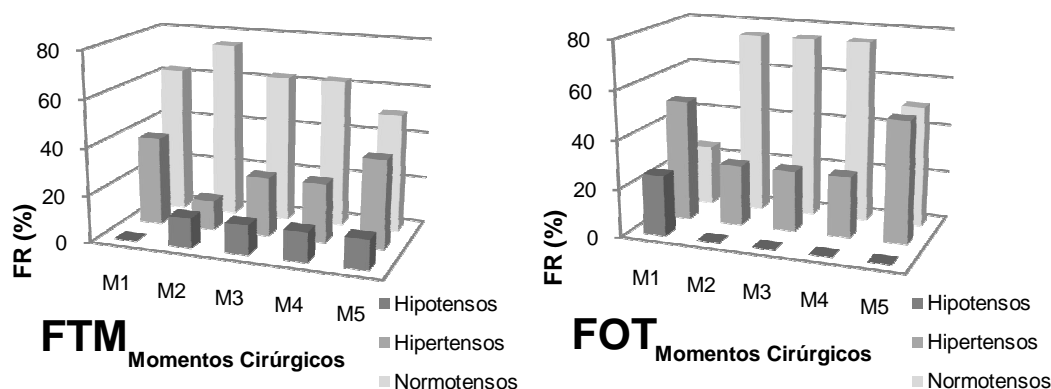 80
60
40
20
0
FR (%)
M1 M2 M3 M4 M5
FTM
Momentos Cirúrgicos
Hipotensos
Hipertensos
Normotensos
80
60
40
20
0
FR (%)
M1 M2 M3 M4 M5
FOT
Momentos Cirúrgicos
Hipotensos
Hipertensos
Normotensos